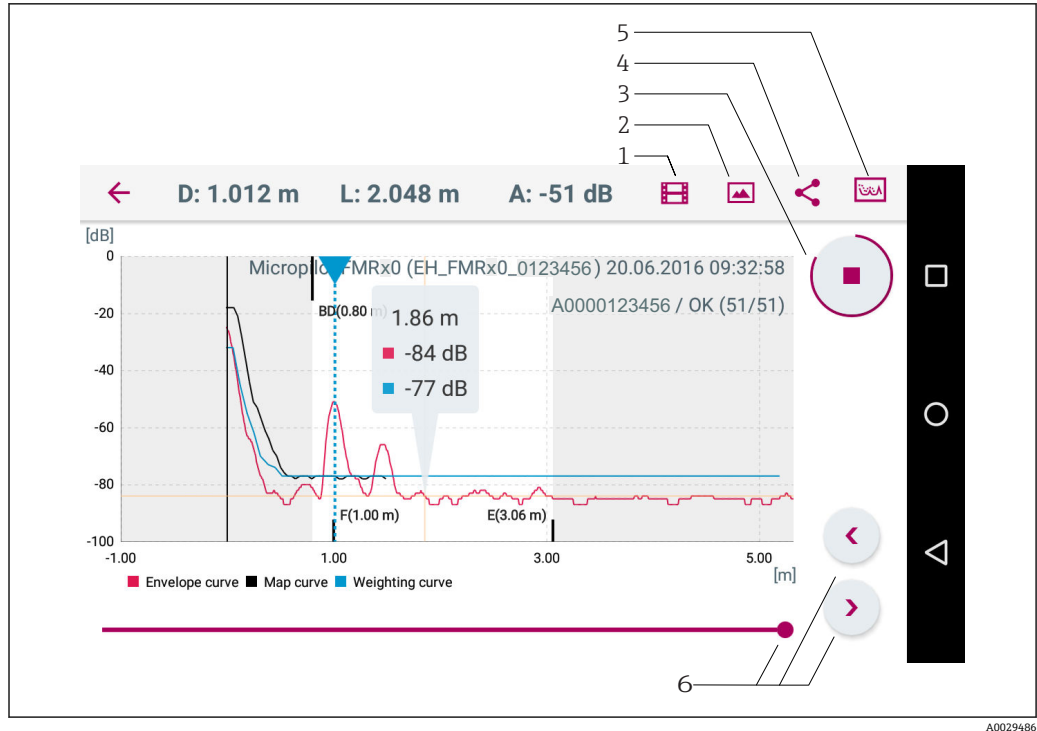 5
4
3
2
1
D: 1.012 m L: 2.048 m A: -51 dB
[dB]
0
Micropilot FMRx0 (EH_FMRx0_0123456) 20.06.2016 09:32:58
A0000123456 / OK (51/51)
-20
BD(0.80 m)
1.86 m
-84 dB
-77 dB
-40
-60
-80
F(1.00 m)
E(3.06 m)
-100
-1.00 1.00 3.00 5.00
[m]
Envelope curve Map curve Weighting curve
6
A0029486